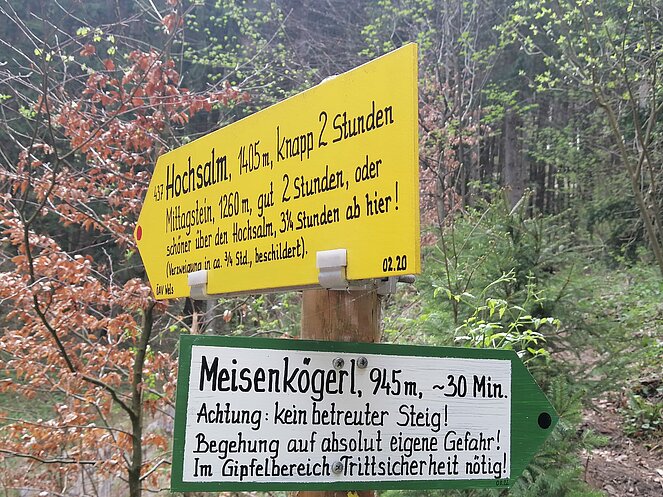 437 Hochsalm, 1405 m, knapp 2 Stunden
Mittagstein, 1260 m, gut 2 Stunden, oder
schöner über den Hochsalm, 3¼ Stunden ab hier!
(Verzweigung in ca. ¾ Std., beschildert).
ÖAV Wels 02.20
Meisenkögerl, 945 m, ~30 Min.
Achtung: kein betreuter Steig!
Begehung auf absolut eigene Gefahr!
Im Gipfelbereich Trittsicherheit nötig!